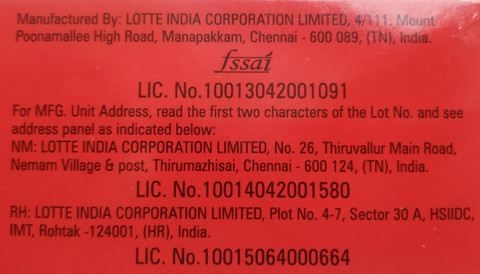 Manufactured By: LOTTE INDIA CORPORATION LIMITED, 4/111, Mount
Poonamallee High Road, Manapakkam, Chennai - 600 089, (TN), India.
fssai
LIC. No.10013042001091
For MFG. Unit Address, read the first two characters of the Lot No. and see
address panel as indicated below:
NM: LOTTE INDIA CORPORATION LIMITED, No. 26, Thiruvallur Main Road,
Nemam Village & post, Thirumazhisai, Chennai - 600 124, (TN), India.
LIC. No.10014042001580
RH: LOTTE INDIA CORPORATION LIMITED, Plot No. 4-7, Sector 30 A, HSIIDC,
IMT, Rohtak -124001, (HR), India.
LIC. No.10015064000664